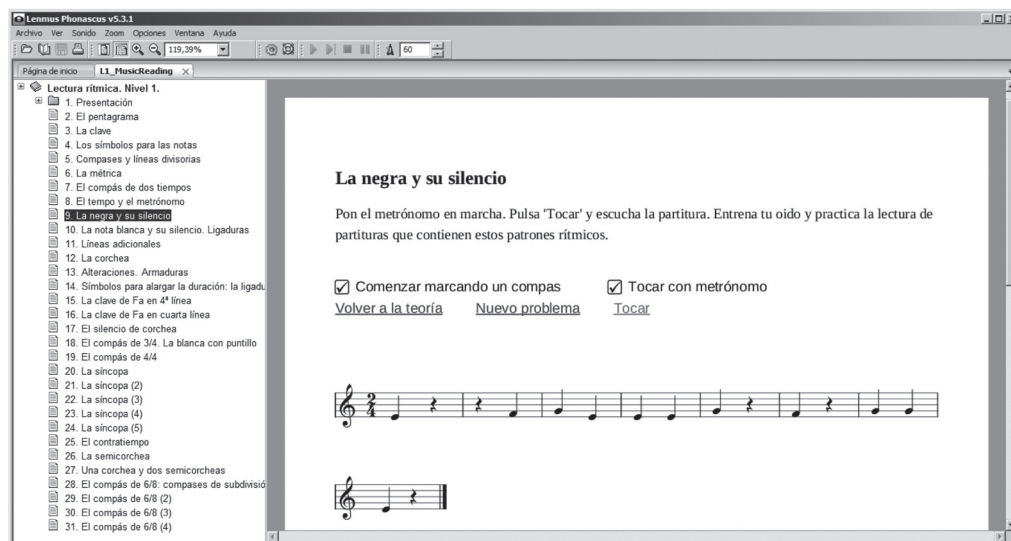 Lenmus Phonascus v5.3.1
Archivo Ver Sonido Zoom Opciones Ventana Ayuda
119,39% 60
Página de inicio L1_MusicReading
Lectura rítmica. Nivel 1.
1. Presentación
2. El pentagrama
3. La clave
4. Los símbolos para las notas
5. Compases y líneas divisorias
6. La métrica
7. El compás de dos tiempos
8. El tempo y el metrónomo
9. La negra y su silencio
10. La nota blanca y su silencio. Ligaduras
11. Líneas adicionales
12. La corchea
13. Alteraciones. Armaduras
14. Símbolos para alargar la duración: la ligadu
15. La clave de Fa en 4ª línea
16. La clave de Fa en cuarta línea
17. El silencio de corchea
18. El compás de 3/4. La blanca con puntillo
19. El compás de 4/4
20. La síncopa
21. La síncopa (2)
22. La síncopa (3)
23. La síncopa (4)
24. La síncopa (5)
25. El contratiempo
26. La semicorchea
27. Una corchea y dos semicorcheas
28. El compás de 6/8: compases de subdivisió
29. El compás de 6/8 (2)
30. El compás de 6/8 (3)
31. El compás de 6/8 (4)
La negra y su silencio
Pon el metrónomo en marcha. Pulsa 'Tocar' y escucha la partitura. Entrena tu oido y practica la lectura de
partituras que contienen estos patrones rítmicos.
Comenzar marcando un compas Tocar con metrónomo
Volver a la teoría Nuevo problema Tocar
2
4